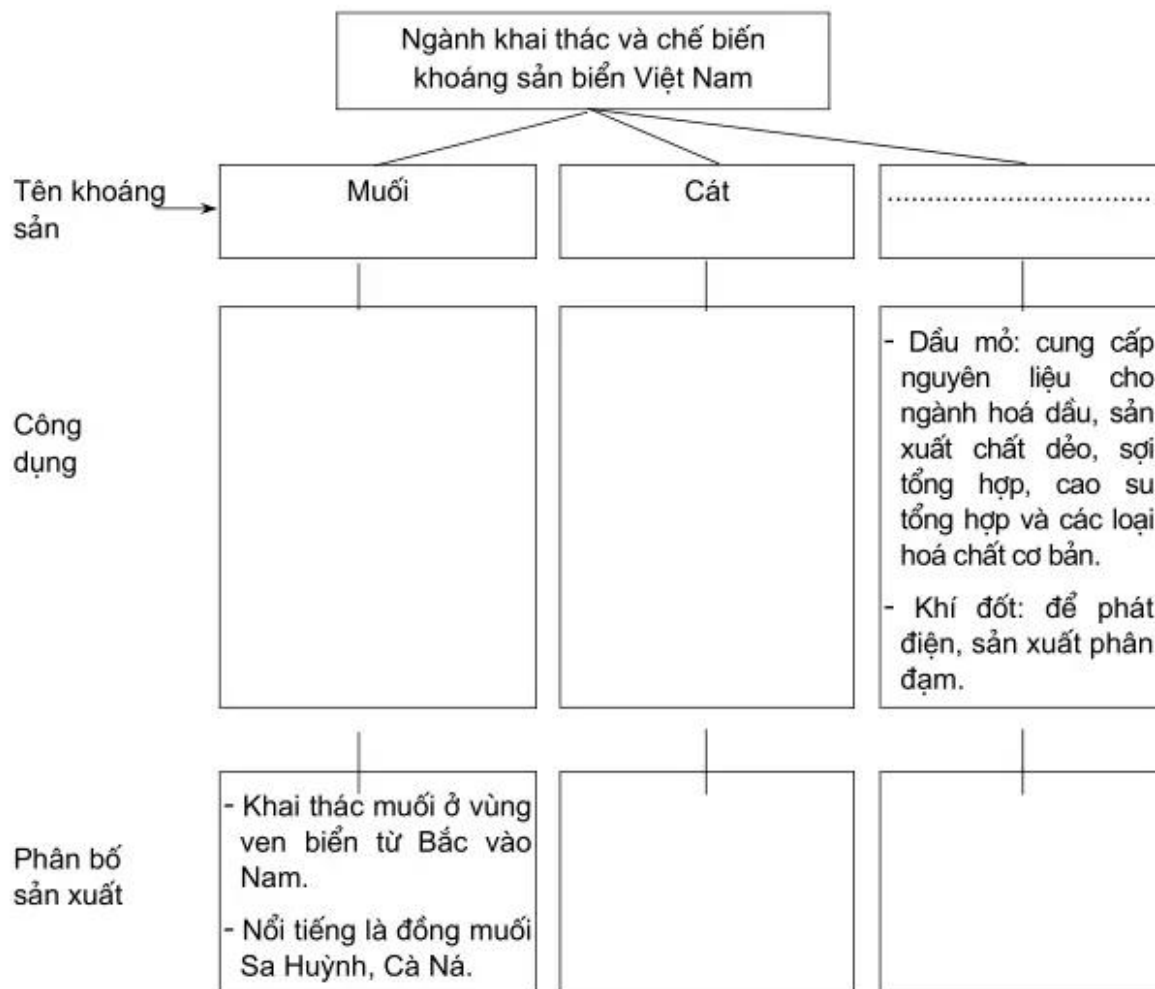 Ngành khai thác và chế biến
khoáng sản biển Việt Nam
Tên khoáng
sản
Muối
Cát
................................
Công
dụng
- Dầu mỏ: cung cấp
nguyên liệu cho
ngành hoá dầu, sản
xuất chất dẻo, sợi
tổng hợp, cao su
tổng hợp và các loại
hoá chất cơ bản.
- Khí đốt: để phát
điện, sản xuất phân
đạm.
Phân bố
sản xuất
- Khai thác muối ở vùng
ven biển từ Bắc vào
Nam.
- Nổi tiếng là đồng muối
Sa Huỳnh, Cà Ná.